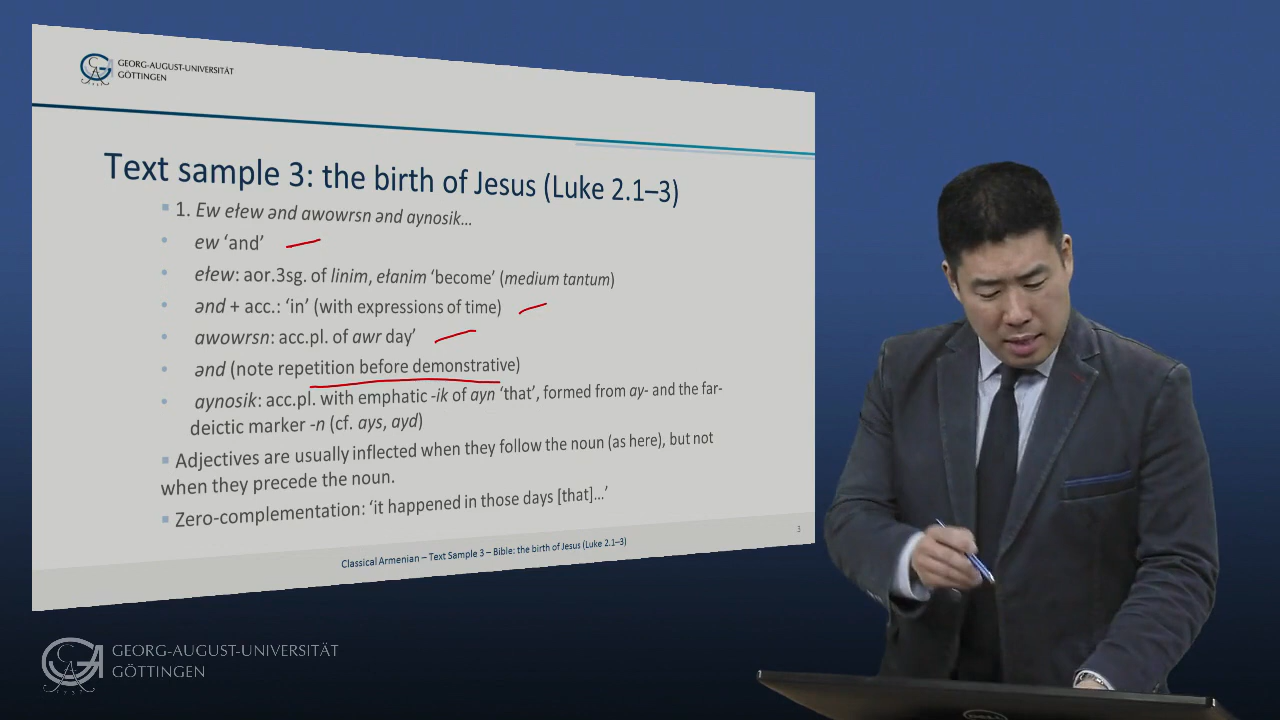 GEORG-AUGUST-UNIVERSITÄT
GÖTTINGEN
Text sample 3: the birth of Jesus (Luke 2.1–3)
1. Ew ełew ənd awowrsn ənd aynosik...
ew ‘and’
ełew: aor.3sg. of linim, ełanim ‘become’ (medium tantum)
ənd + acc.: ‘in’ (with expressions of time)
awowrsn: acc.pl. of awr day’
ənd (note repetition before demonstrative)
aynosik: acc.pl. with emphatic -ik of ayn ‘that’, formed from ay- and the far-
deictic marker -n (cf. ays, ayd)
Adjectives are usually inflected when they follow the noun (as here), but not
when they precede the noun.
Zero-complementation: ‘it happened in those days [that]...’
3
Classical Armenian – Text Sample 3 – Bible: the birth of Jesus (Luke 2.1–3)
GEORG-AUGUST-UNIVERSITÄT
GÖTTINGEN
DELL